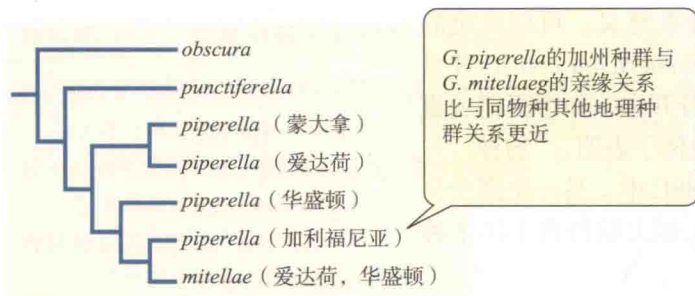 obscura
punctiferella
piperella（蒙大拿）
piperella（爱达荷）
piperella（华盛顿）
piperella（加利福尼亚）
mitellae（爱达荷，华盛顿）
G. piperella的加州种群与
G. mitellaeg的亲缘关系
比与同物种其他地理种
群关系更近